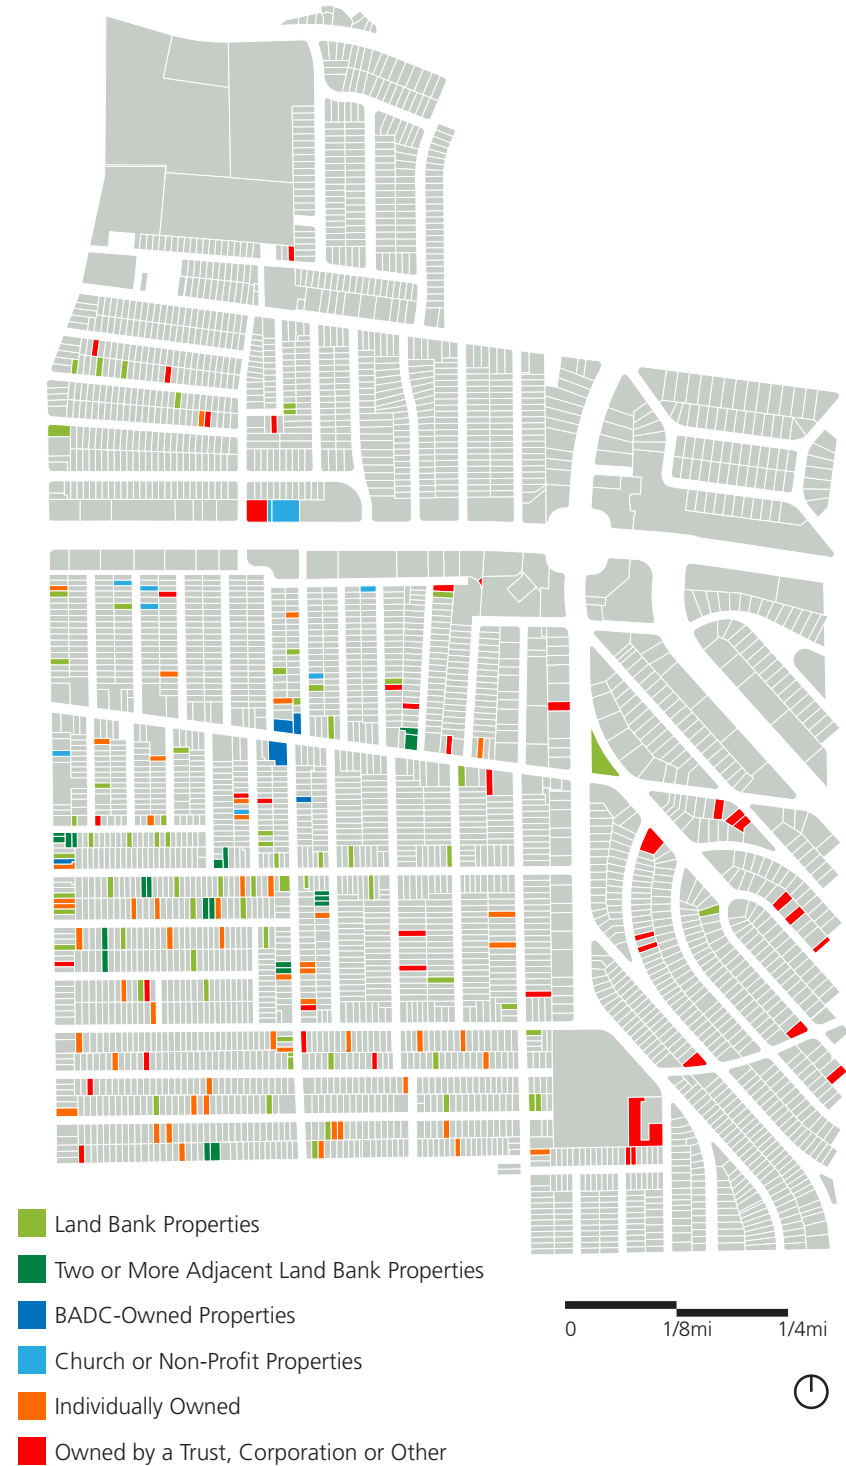 Land Bank Properties
Two or More Adjacent Land Bank Properties
BADC-Owned Properties
Church or Non-Profit Properties
Individually Owned
Owned by a Trust, Corporation or Other
0 1/8mi 1/4mi